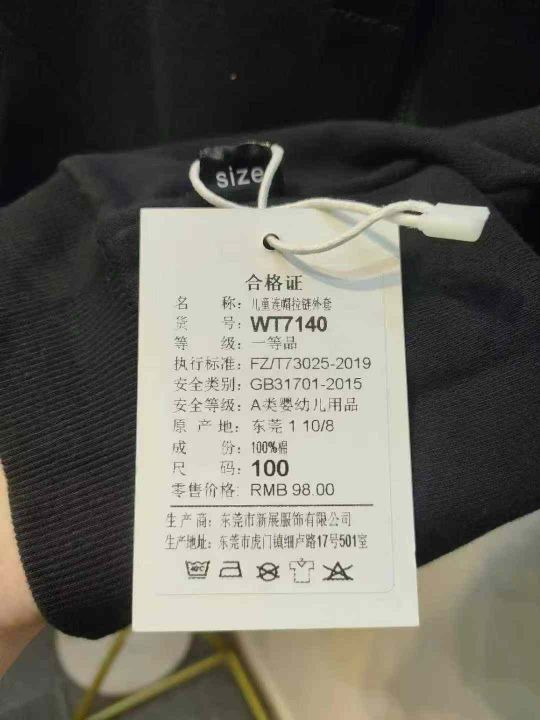 size
合格证
名 称：儿童连帽拉链外套
货 号：WT7140
等 级：一等品
执行标准：FZ/T73025-2019
安全类别：GB31701-2015
安全等级：A类婴幼儿用品
原 产 地：东莞 1 10/8
成 份：100%棉
尺 码：100
零售价格：RMB 98.00
生 产 商：东莞市新展服饰有限公司
生产地址：东莞市虎门镇细卢路17号501室
40℃